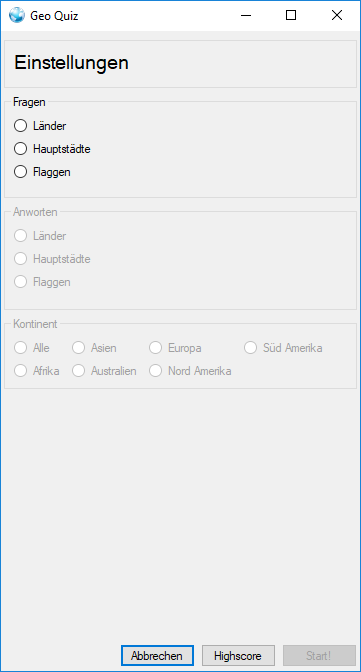 Geo Quiz
Einstellungen
Fragen
Länder
Hauptstädte
Flaggen
Anworten
Länder
Hauptstädte
Flaggen
Kontinent
Alle Asien Europa Süd Amerika
Afrika Australien Nord Amerika
Abbrechen Highscore Start!